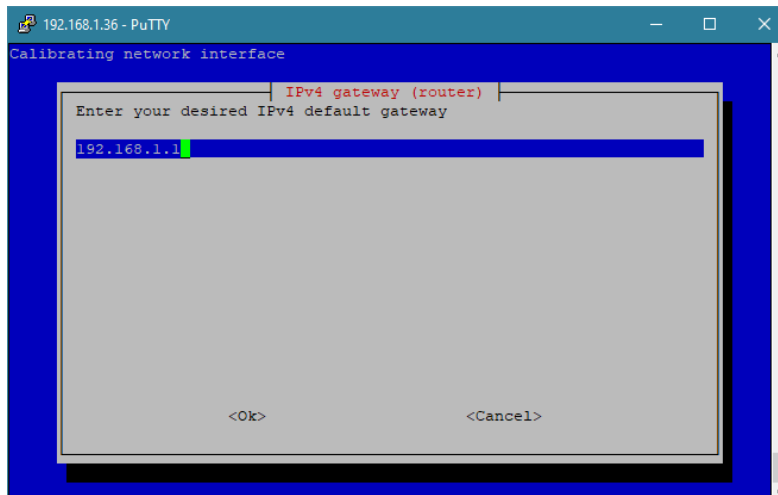 192.168.1.36 - PuTTY
Calibrating network interface
IPv4 gateway (router)
Enter your desired IPv4 default gateway
192.168.1.1
<Ok> <Cancel>